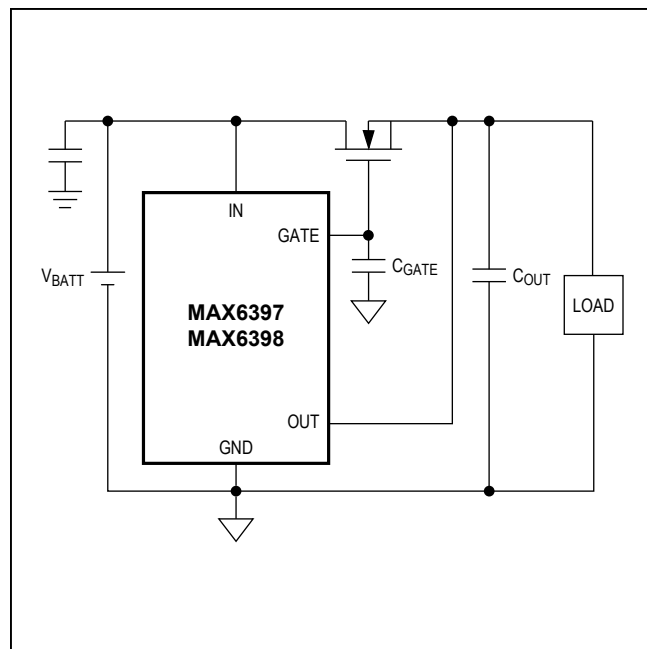 IN
GATE
V_BATT
C_GATE
C_OUT
LOAD
MAX6397
MAX6398
OUT
GND